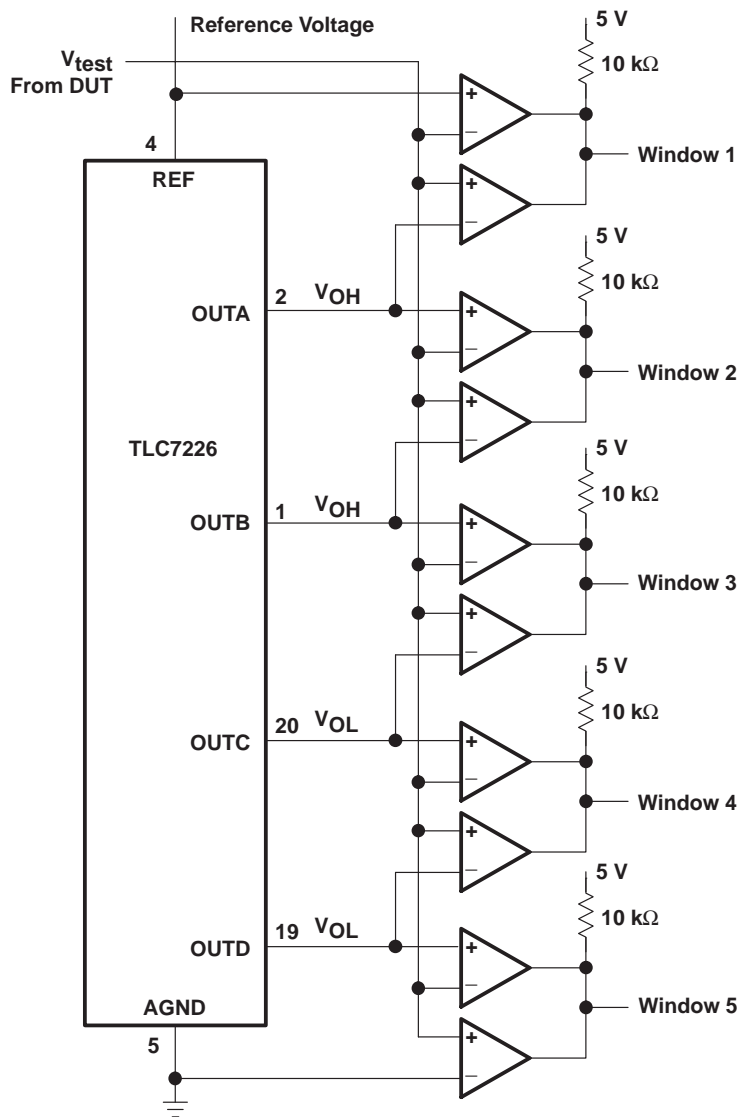 Reference Voltage
Vtest
From DUT
4
REF
TLC7226
OUTA
2
VOH
OUTB
1
VOH
OUTC
20
VOL
OUTD
19
VOL
AGND
5
5 V
10 kΩ
+
−
Window 1
+
−
5 V
10 kΩ
+
−
Window 2
+
−
5 V
10 kΩ
+
−
Window 3
+
−
5 V
10 kΩ
+
−
Window 4
+
−
5 V
10 kΩ
+
−
Window 5
+
−